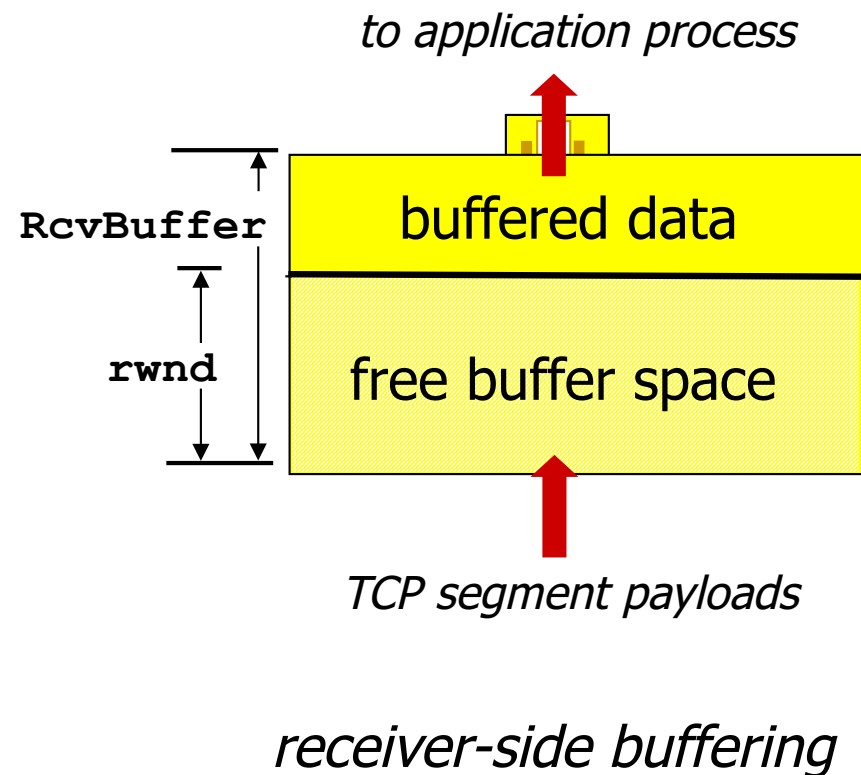 to application process
RcvBuffer
buffered data
rwnd
free buffer space
TCP segment payloads
receiver-side buffering